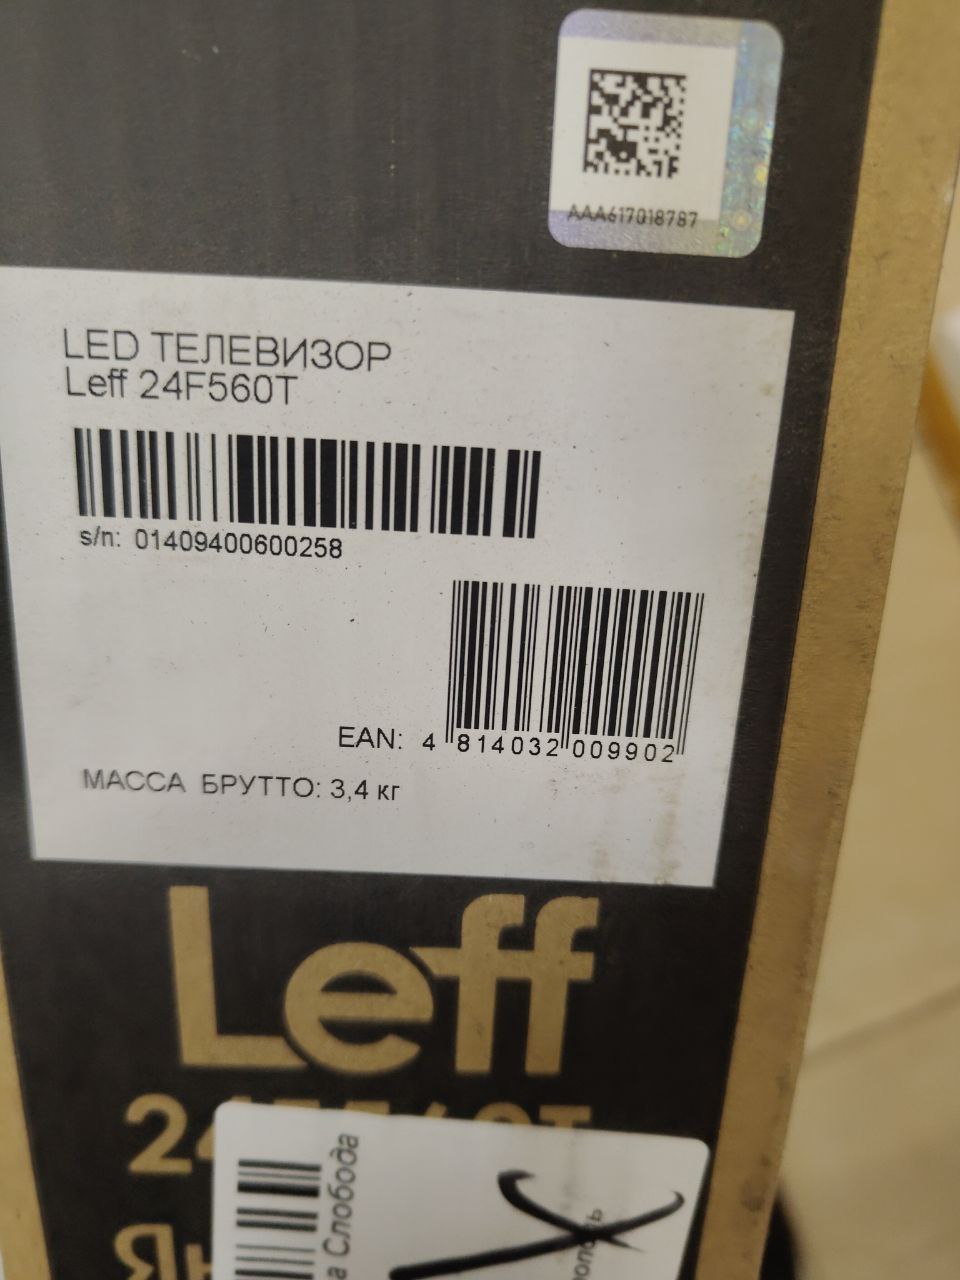 AAA617018787
LED ТЕЛЕВИЗОР
Leff 24F560T
s/n: 01409400600258
EAN: 4 814032 009902
МАССА БРУТТО: 3,4 кг
Leff
Слобода